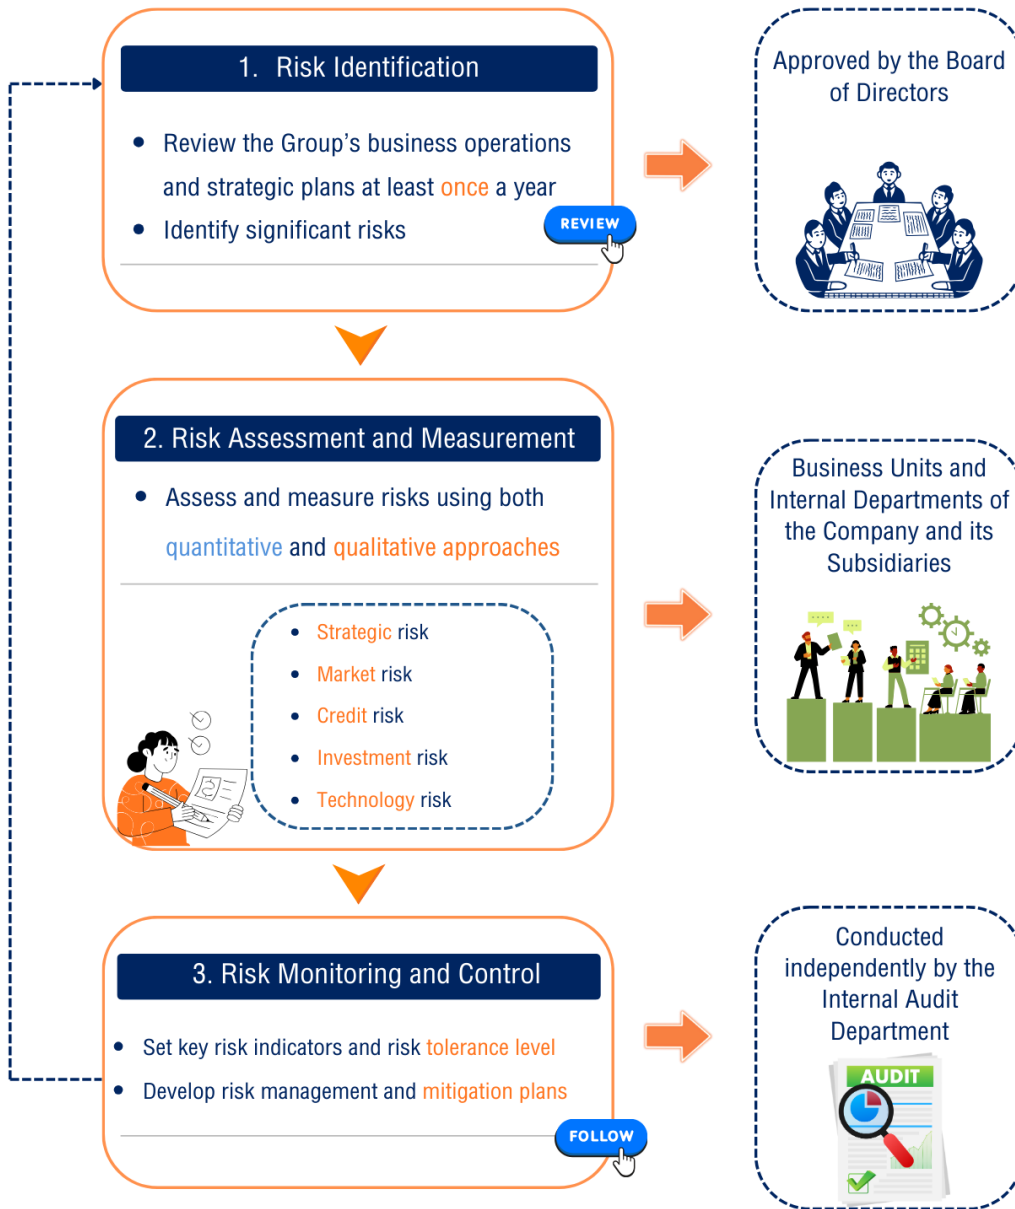 1. Risk Identification
• Review the Group's business operations
and strategic plans at least once a year
• Identify significant risks
REVIEW
Approved by the Board
of Directors
2. Risk Assessment and Measurement
• Assess and measure risks using both
quantitative and qualitative approaches
• Strategic risk
• Market risk
• Credit risk
• Investment risk
• Technology risk
Business Units and
Internal Departments of
the Company and its
Subsidiaries
3. Risk Monitoring and Control
• Set key risk indicators and risk tolerance level
• Develop risk management and mitigation plans
FOLLOW
Conducted
independently by the
Internal Audit
Department
AUDIT